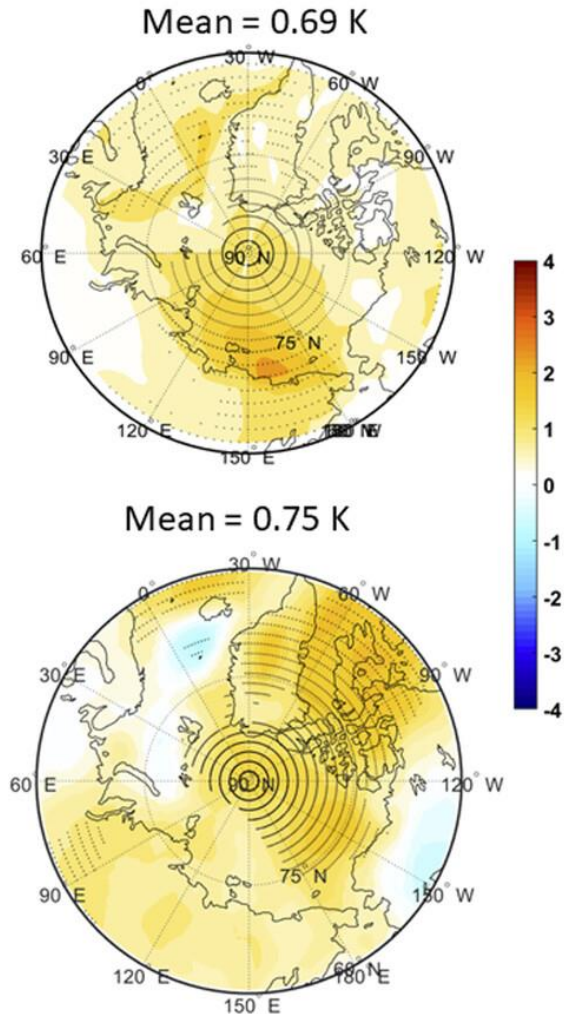 Mean = 0.69 K
30° W
0° 60° W
30° E 90° W
60° E 90° N 120° W
75° N
90° E 150° W
120° E
150° E
4
3
2
1
0
-1
-2
-3
-4
Mean = 0.75 K
30° W
0° 60° W
30° E 90° W
60° E 90° N 120° W
75° N
90° E 150° W
120° E 180° E
60° N
150° E